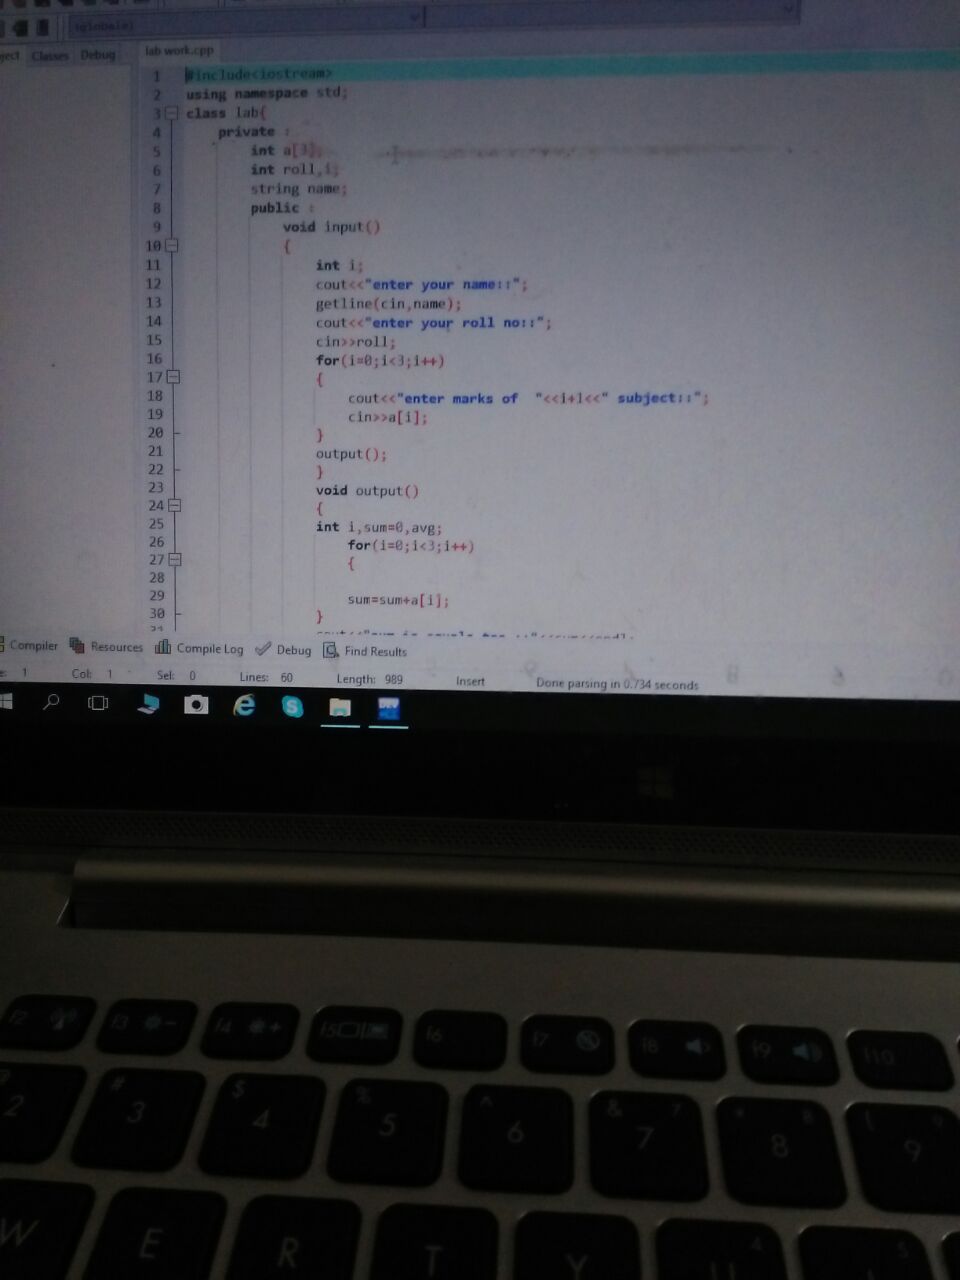 (globals)
Classes Debug
lab work.cpp
1 #include<iostream>
2 using namespace std;
3 class lab{
4 private :
5 int a[3];
6 int roll,i;
7 string name;
8 public :
9 void input()
10 {
11 int i;
12 cout<<"enter your name::";
13 getline(cin,name);
14 cout<<"enter your roll no::";
15 cin>>roll;
16 for(i=0;i<3;i++)
17 {
18 cout<<"enter marks of  "<<i+1<<" subject::";
19 cin>>a[i];
20 }
21 output();
22 }
23 void output()
24 {
25 int i,sum=0,avg;
26 for(i=0;i<3;i++)
27 {
28
29 sum=sum+a[i];
30 }
Compiler Resources Compile Log Debug Find Results
1 Col: 1 Sel: 0 Lines: 60 Length: 989 Insert Done parsing in 0.734 seconds
DEV
f2 f3 f4 f5 f6 f7 f8 f9 f10
2 # 3 $ 4 % 5 ^ 6 & 7 7 * 8 8 ( 9 9
W E R T Y U 4 5